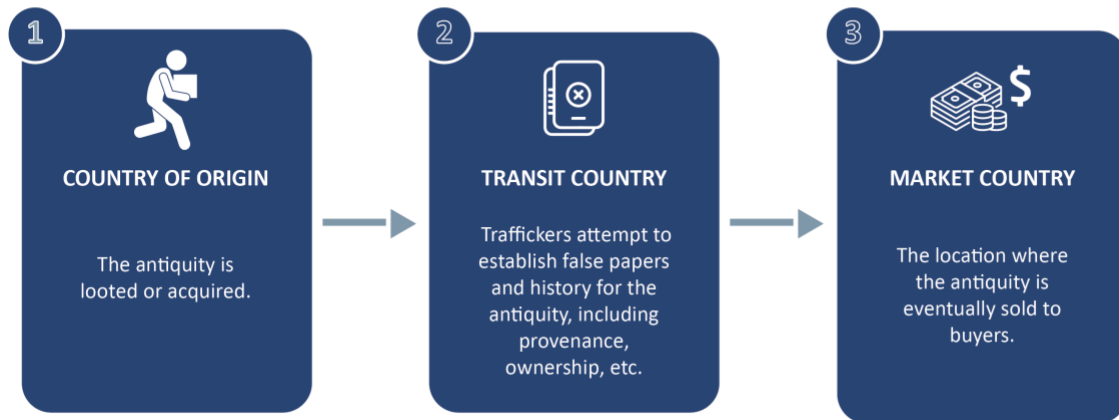 1
COUNTRY OF ORIGIN
The antiquity is
looted or acquired.
2
TRANSIT COUNTRY
Traffickers attempt to
establish false papers
and history for the
antiquity, including
provenance,
ownership, etc.
3
$
MARKET COUNTRY
The location where
the antiquity is
eventually sold to
buyers.